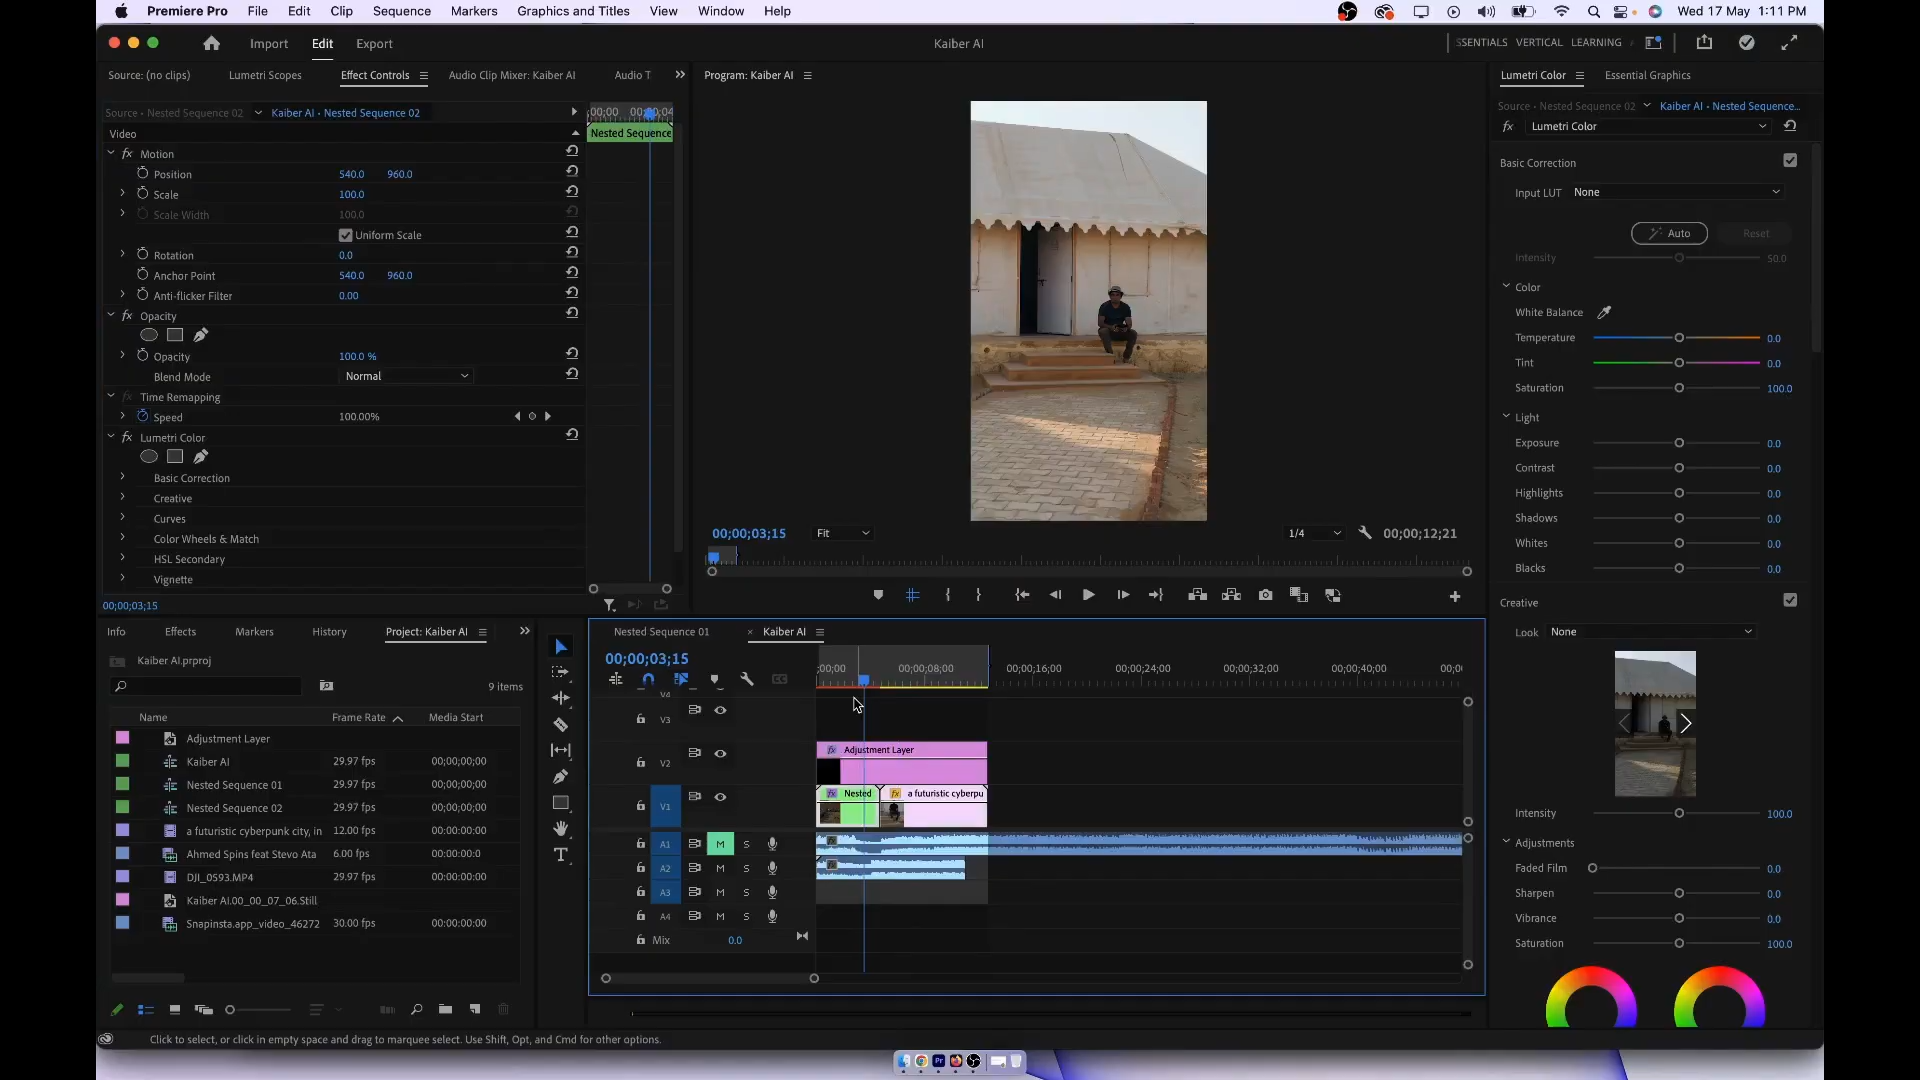 Premiere Pro File Edit Clip Sequence Markers Graphics and Titles View Window Help Wed 17 May 1:11 PM
Import Edit Export Kaiber AI SSENTIALS VERTICAL LEARNING
Source: (no clips) Lumetri Scopes Effect Controls Audio Clip Mixer: Kaiber AI Audio T
Source • Nested Sequence 02 Kaiber AI • Nested Sequence 02
Video
Nested Sequence
Motion
Position 540.0 960.0
Scale 100.0
Scale Width 100.0
Uniform Scale
Rotation 0.0
Anchor Point 540.0 960.0
Anti-flicker Filter 0.00
Opacity
Opacity 100.0 %
Blend Mode Normal
Time Remapping
Speed 100.00%
Lumetri Color
Basic Correction
Creative
Curves
Color Wheels & Match
HSL Secondary
Vignette
00;00;03;15
Program: Kaiber AI
00;00;03;15 Fit 1/4 00;00;12;21
Lumetri Color Essential Graphics
Source • Nested Sequence 02 Kaiber AI • Nested Sequence...
fx Lumetri Color
Basic Correction
Input LUT None
Auto Reset
Intensity 50.0
Color
White Balance
Temperature 0.0
Tint 0.0
Saturation 100.0
Light
Exposure 0.0
Contrast 0.0
Highlights 0.0
Shadows 0.0
Whites 0.0
Blacks 0.0
Creative
Look None
Intensity 100.0
Adjustments
Faded Film 0.0
Sharpen 0.0
Vibrance 0.0
Saturation 100.0
Info Effects Markers History Project: Kaiber AI
Kaiber AI.prproj
9 items
Name Frame Rate Media Start
Adjustment Layer
Kaiber AI 29.97 fps 00;00;00;00
Nested Sequence 01 29.97 fps 00;00;00;00
Nested Sequence 02 29.97 fps 00;00;00;00
a futuristic cyberpunk city, in 12.00 fps 00:00:00:00
Ahmed Spins feat Stevo Ata 6.00 fps 00:00:00:0
DJI_0593.MP4 29.97 fps 00;00;00;00
Kaiber AI.00_00_07_06.Still
Snapinsta.app_video_46272 30.00 fps 00:00:00:00
Nested Sequence 01 × Kaiber AI
00;00;03;15
;00;00 00;00;08;00 00;00;16;00 00;00;24;00 00;00;32;00 00;00;40;00 00;0
V4
V3
V2
V1
Adjustment Layer
Nested a futuristic cyberpu
A1 M S
A2 M S
A3 M S
A4 M S
Mix 0.0
Click to select, or click in empty space and drag to marquee select. Use Shift, Opt, and Cmd for other options.